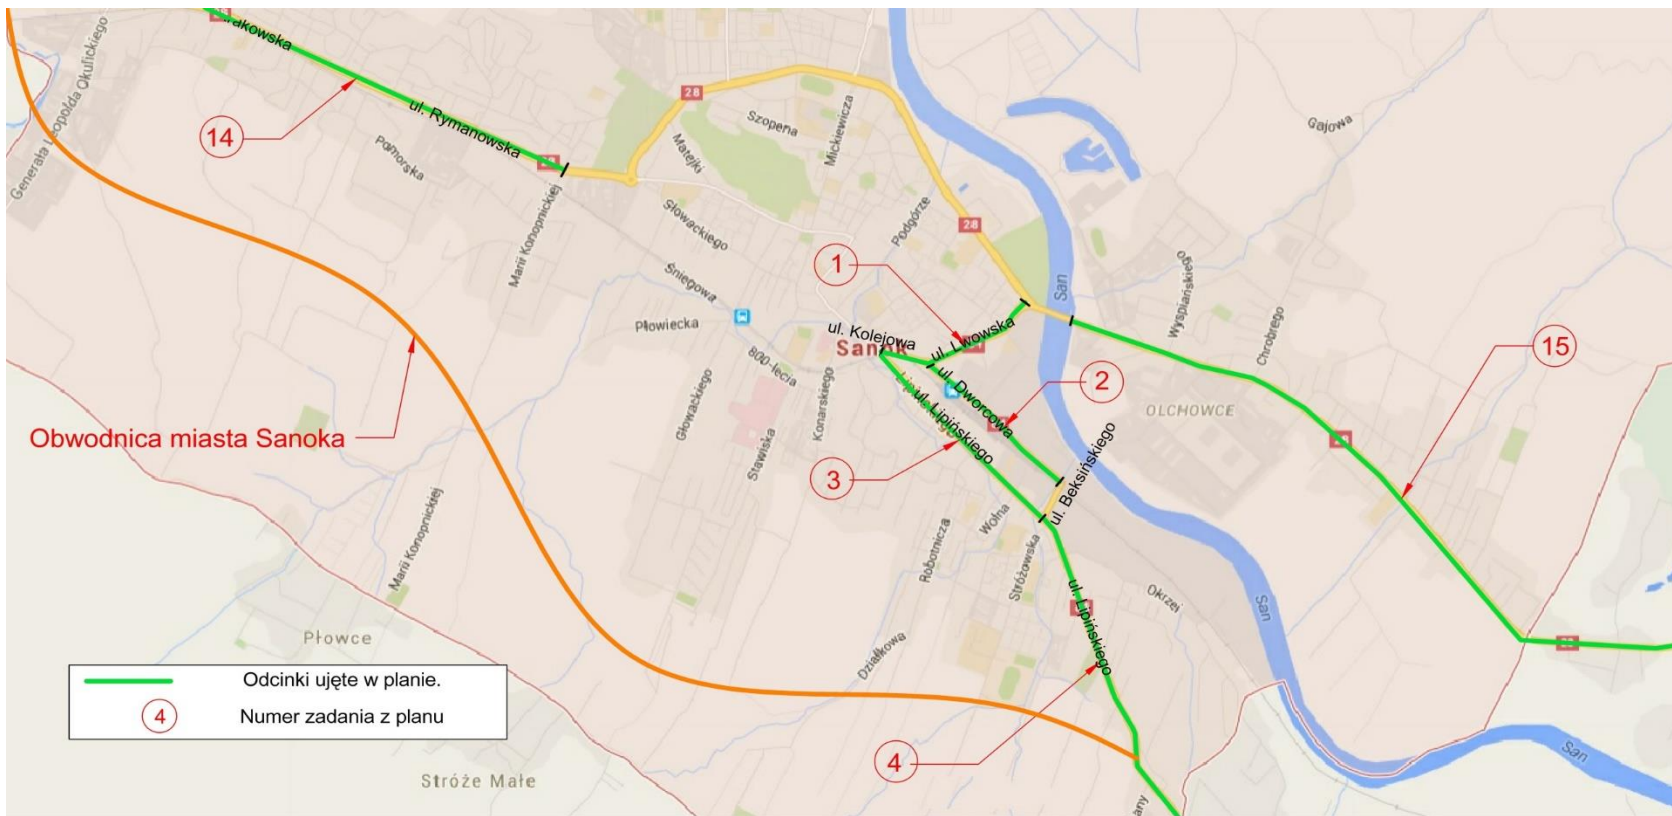 Krakowska
Generała Leopolda Okulickiego
14
ul. Rymanowska
Pomorska
28
Szopena
Mickiewicza
Matejki
Gajowa
Marii Konopnickiej
Słowackiego
Podgórze
28
Śniegowa
1
San
Wyspiańskiego
Chrobrego
Płowiecka
ul. Kolejowa
Sanok
ul. Lwowska
15
800-lecia
ul. Dworcowa
2
Głowackiego
Konarskiego
Lipińskiego
ul. Lipińskiego
OLCHOWCE
Obwodnica miasta Sanoka
Stawiska
3
ul. Beksińskiego
Marii Konopnickiej
Robotnicza
Wolna
Stróżowska
Okrzei
San
ul. Lipińskiego
Płowce
Działkowa
Odcinki ujęte w planie.
4
Numer zadania z planu
4
San
Stróże Małe